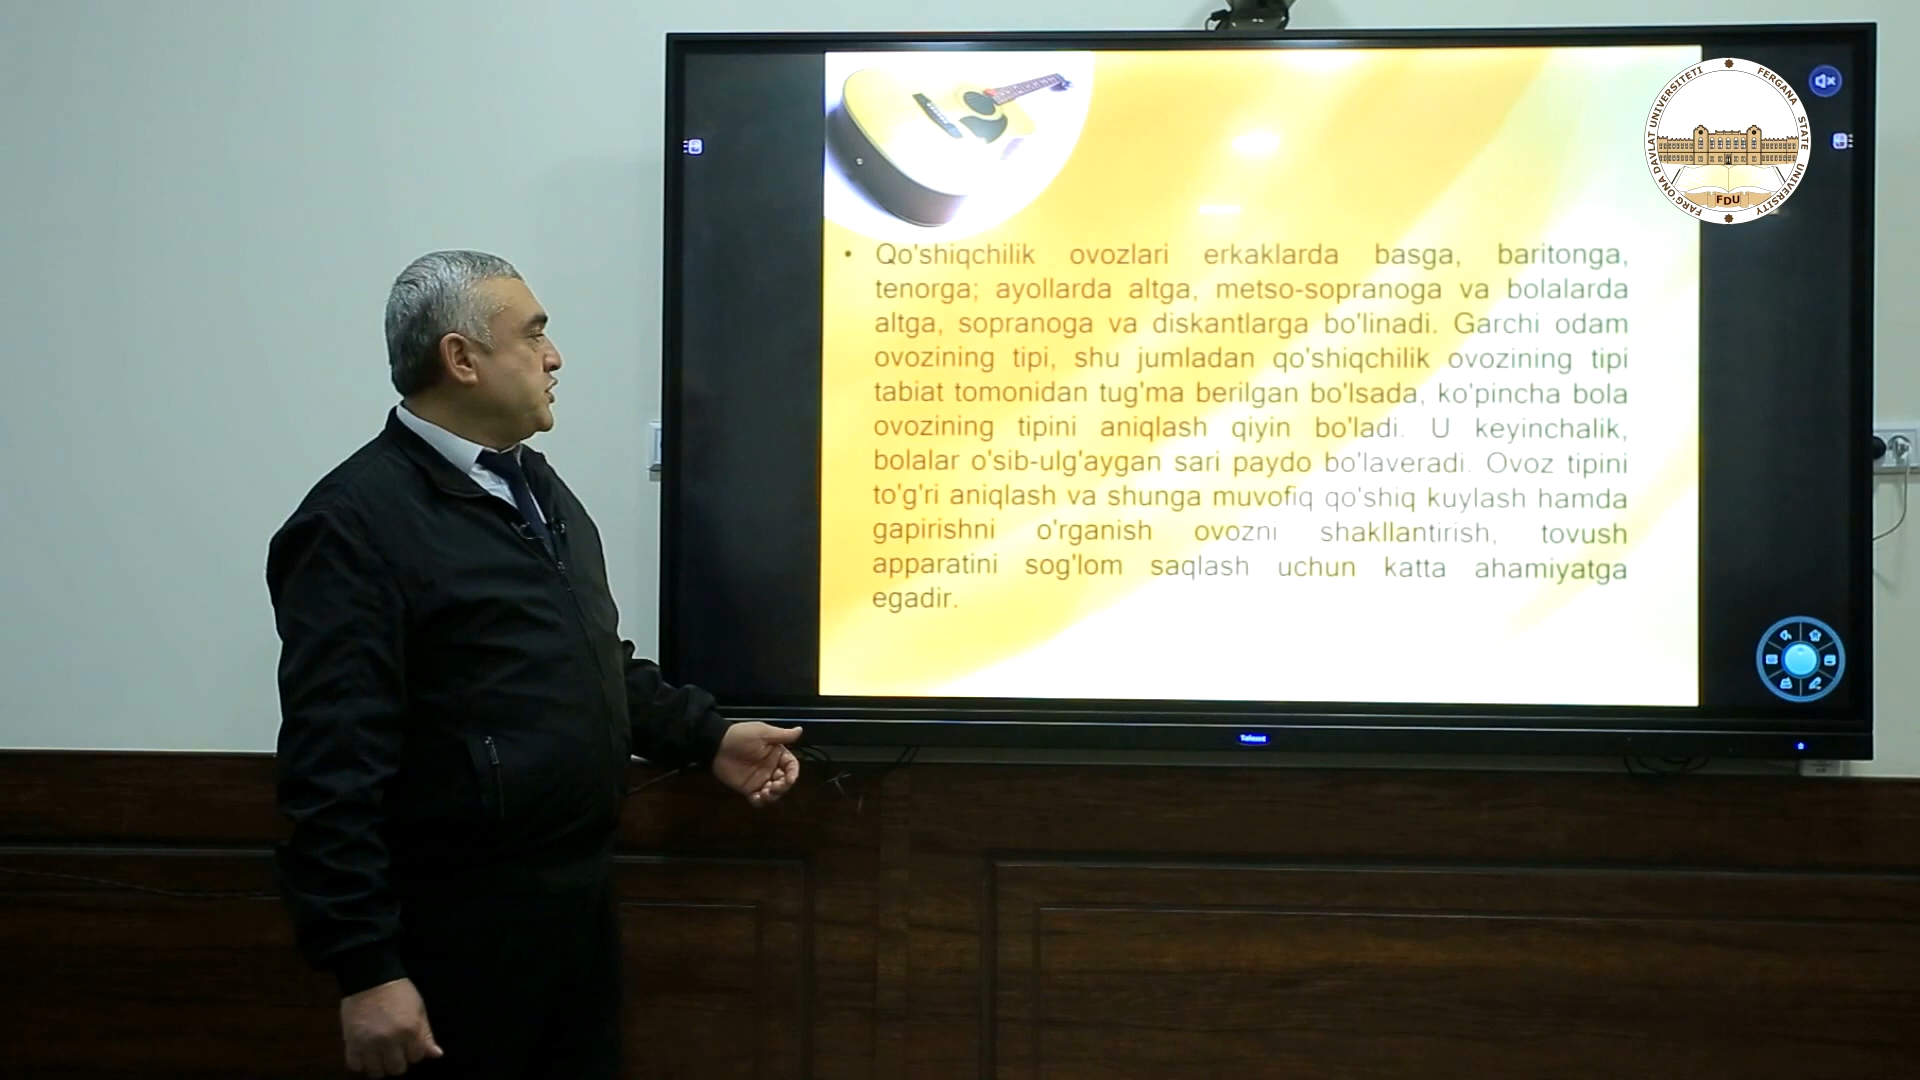 FARG'ONA DAVLAT UNIVERSITETI
FERGANA STATE UNIVERSITY
FDU
• Qo'shiqchilik ovozlari erkaklarda basga, baritonga,
tenorga; ayollarda altga, metso-sopranoga va bolalarda
altga, sopranoga va diskantlarga bo'linadi. Garchi odam
ovozining tipi, shu jumladan qo'shiqchilik ovozining tipi
tabiat tomonidan tug'ma berilgan bo'lsada, ko'pincha bola
ovozining tipini aniqlash qiyin bo'ladi. U keyinchalik,
bolalar o'sib-ulg'aygan sari paydo bo'laveradi. Ovoz tipini
to'g'ri aniqlash va shunga muvofiq qo'shiq kuylash hamda
gapirishni o'rganish ovozni shakllantirish, tovush
apparatini sog'lom saqlash uchun katta ahamiyatga
egadir.